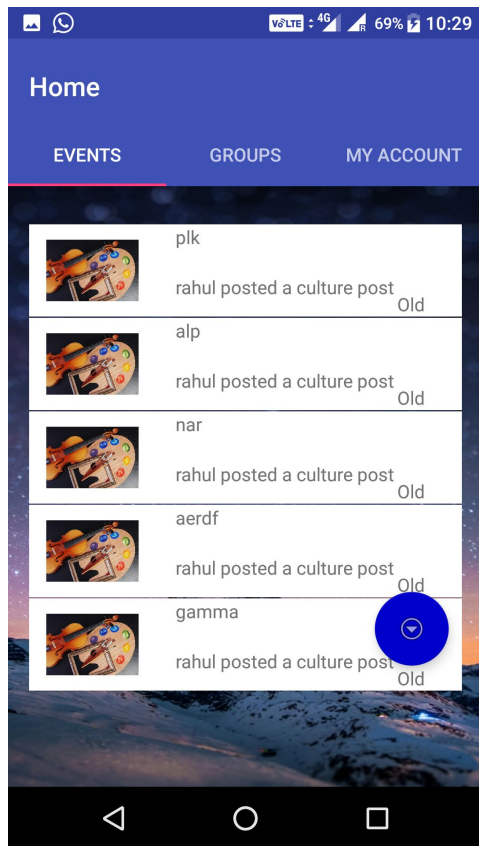 VoLTE 4G R 69% 10:29
Home
EVENTS GROUPS MY ACCOUNT
plk
rahul posted a culture post
Old
alp
rahul posted a culture post
Old
nar
rahul posted a culture post
Old
aerdf
rahul posted a culture post
Old
gamma
rahul posted a culture post
Old